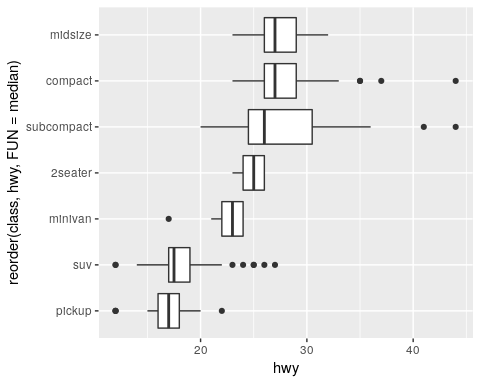 reorder(class, hwy, FUN = median)
midsize
compact
subcompact
2seater
minivan
suv
pickup
20 30 40
hwy